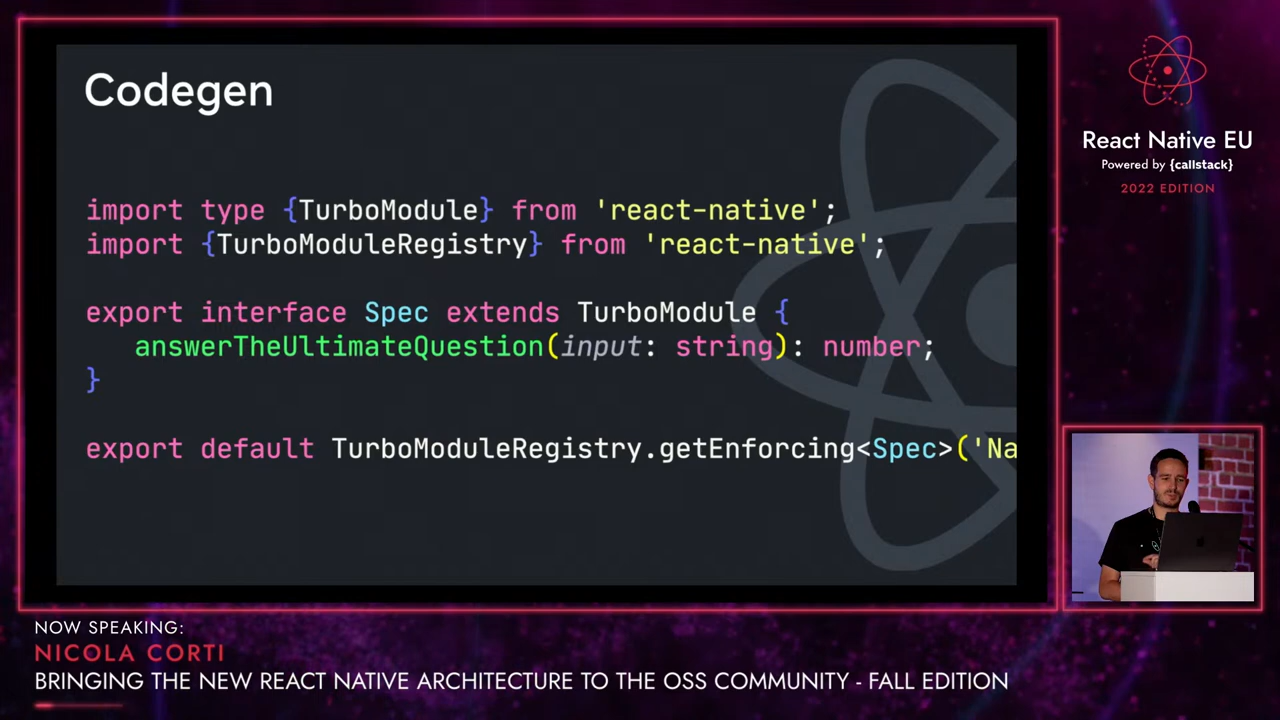 Codegen
import type {TurboModule} from 'react-native';
import {TurboModuleRegistry} from 'react-native';
export interface Spec extends TurboModule {
answerTheUltimateQuestion(input: string): number;
}
export default TurboModuleRegistry.getEnforcing<Spec>('Na
React Native EU
Powered by {callstack}
2022 EDITION
NOW SPEAKING:
NICOLA CORTI
BRINGING THE NEW REACT NATIVE ARCHITECTURE TO THE OSS COMMUNITY - FALL EDITION